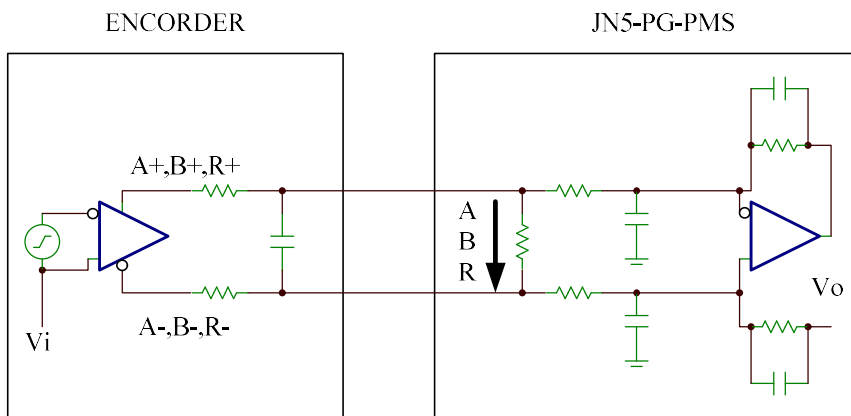 ENCORDER
JN5-PG-PMS
A+,B+,R+
A
B
R
A-,B-,R-
Vi
Vo